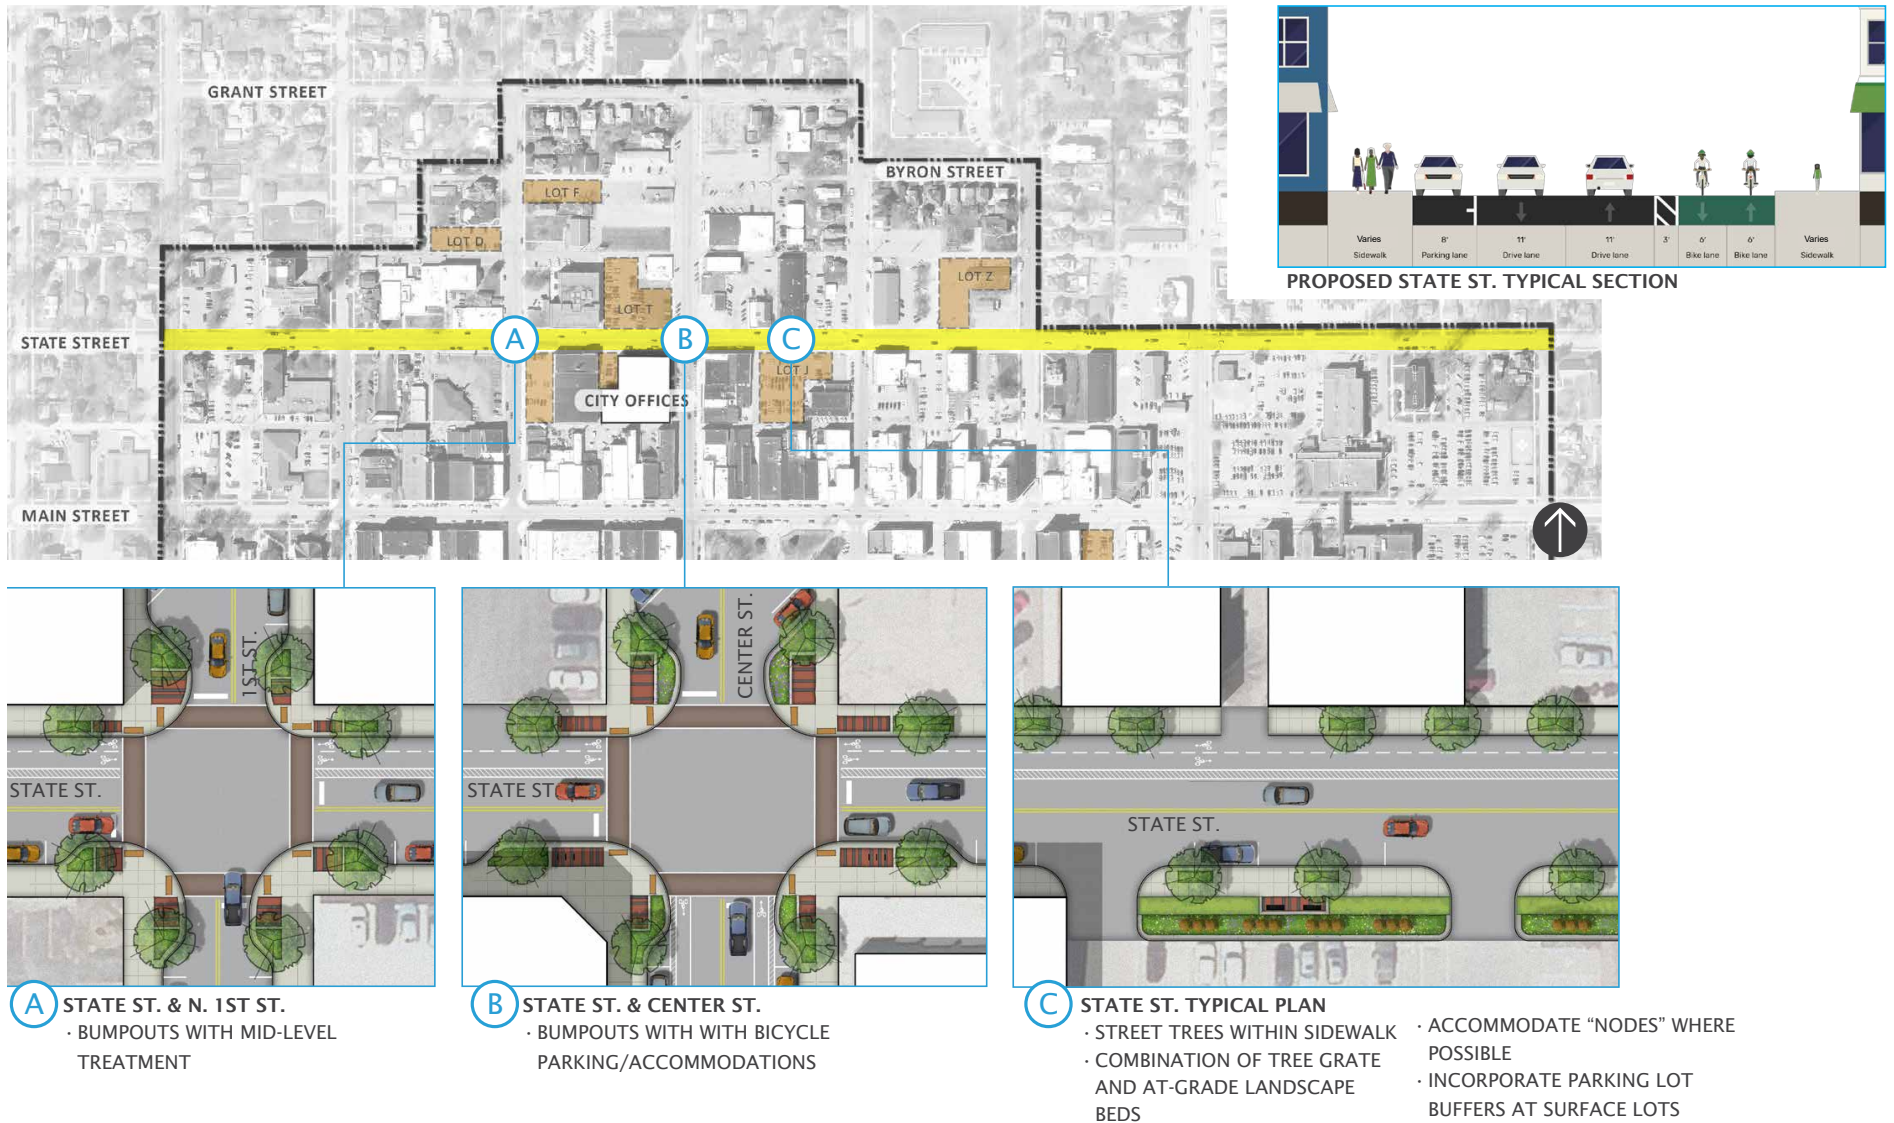 GRANT STREET
BYRON STREET
LOT F
LOT D
LOT T
LOT Z
STATE STREET
A
B
C
LOT J
CITY OFFICES
MAIN STREET
Varies
Sidewalk
8'
Parking lane
11'
Drive lane
11'
Drive lane
3'
6'
Bike lane
6'
Bike lane
Varies
Sidewalk
PROPOSED STATE ST. TYPICAL SECTION
1ST ST.
STATE ST.
CENTER ST.
STATE ST.
STATE ST.
A STATE ST. & N. 1ST ST.
· BUMPOUTS WITH MID-LEVEL
TREATMENT
B STATE ST. & CENTER ST.
· BUMPOUTS WITH WITH BICYCLE
PARKING/ACCOMMODATIONS
C STATE ST. TYPICAL PLAN
· STREET TREES WITHIN SIDEWALK
· COMBINATION OF TREE GRATE
AND AT-GRADE LANDSCAPE
BEDS
· ACCOMMODATE “NODES” WHERE
POSSIBLE
· INCORPORATE PARKING LOT
BUFFERS AT SURFACE LOTS